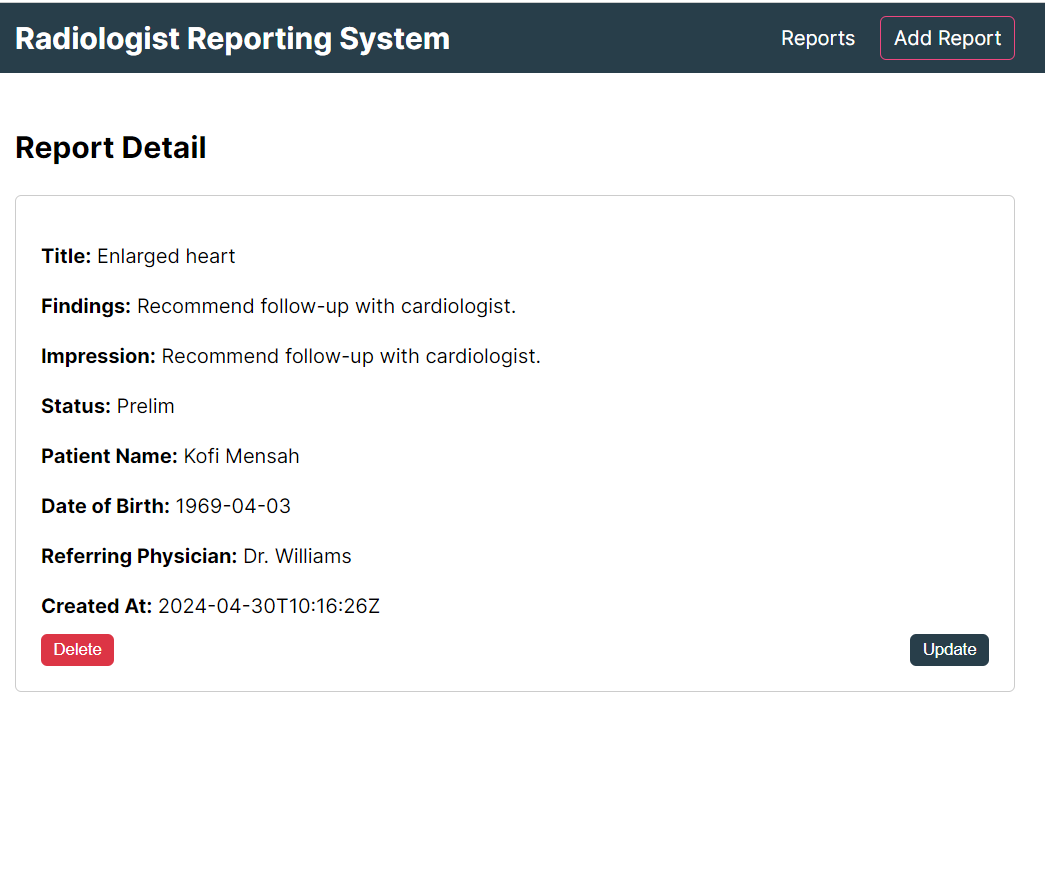 Radiologist Reporting System
Reports
Add Report
Report Detail
Title: Enlarged heart
Findings: Recommend follow-up with cardiologist.
Impression: Recommend follow-up with cardiologist.
Status: Prelim
Patient Name: Kofi Mensah
Date of Birth: 1969-04-03
Referring Physician: Dr. Williams
Created At: 2024-04-30T10:16:26Z
Delete
Update